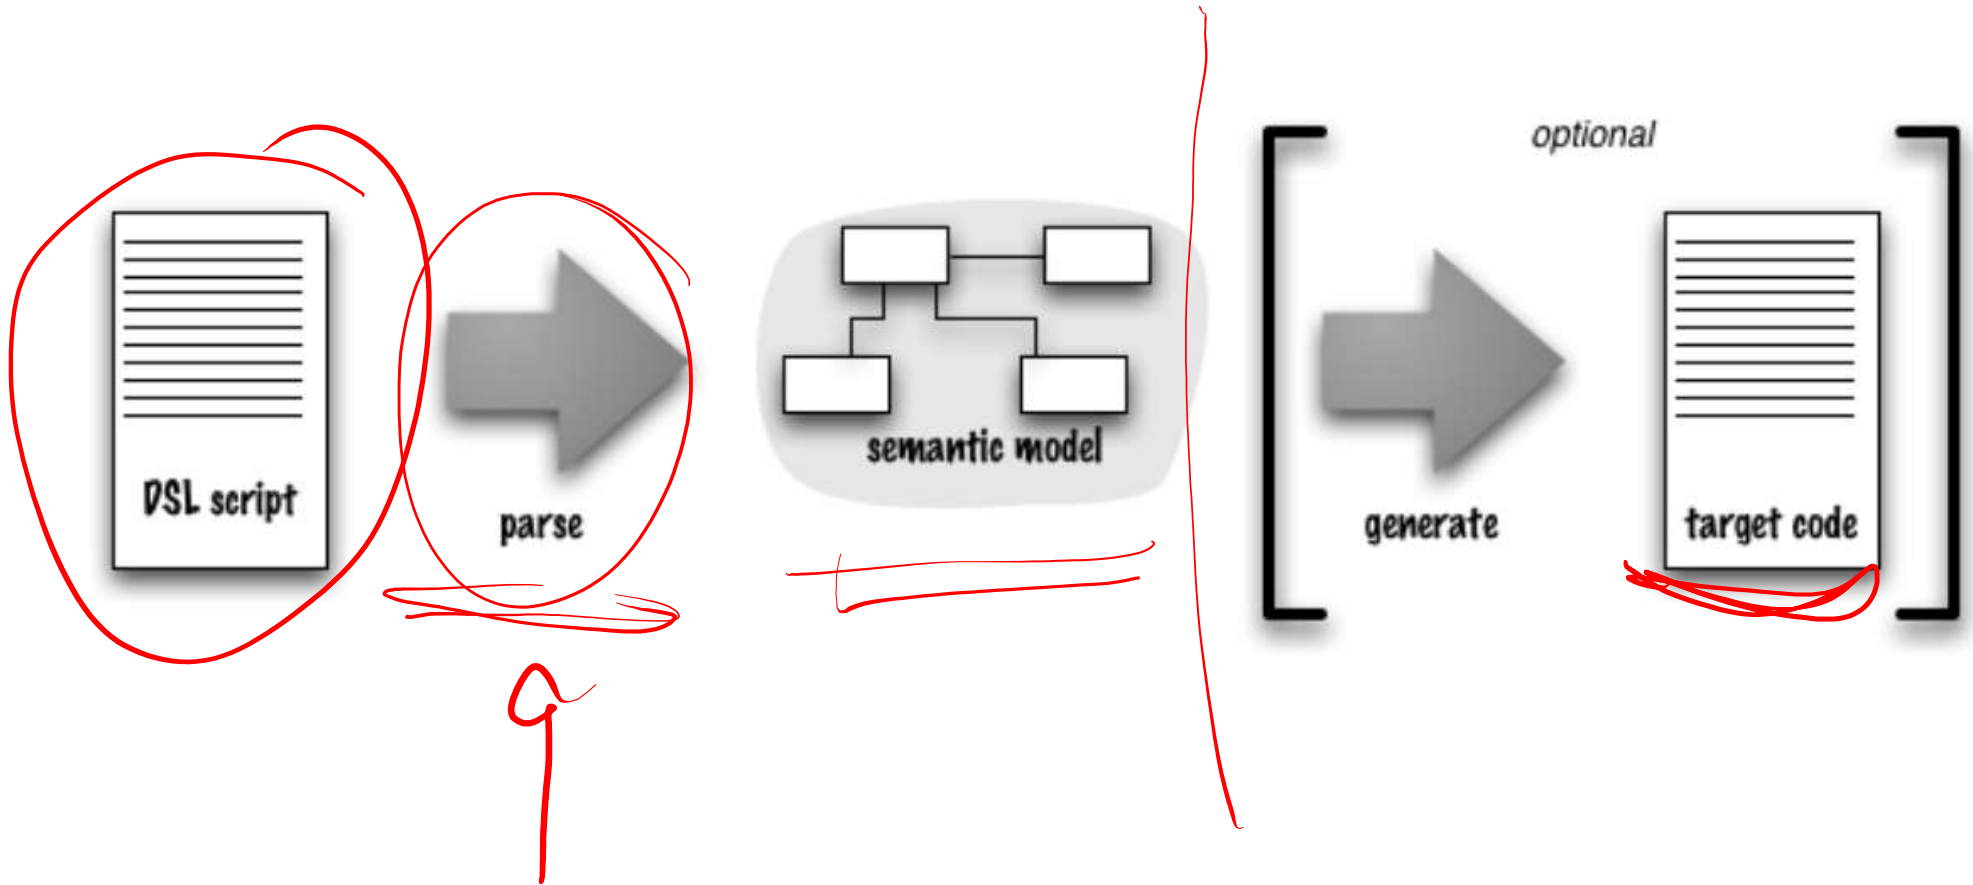 optional
DSL script
parse
semantic model
generate
target code